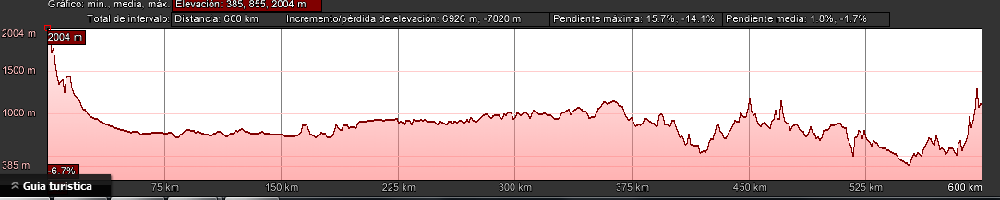 Gráfico: min., media, máx. Elevación: 385, 855, 2004 m
Total de intervalo: Distancia: 600 km Incremento/pérdida de elevación: 6926 m, -7820 m Pendiente máxima: 15.7%, -14.1% Pendiente media: 1.8%, -1.7%
2004 m 2004 m
1500 m
1000 m
385 m -6.7%
Guía turística 75 km 150 km 225 km 300 km 375 km 450 km 525 km 600 km